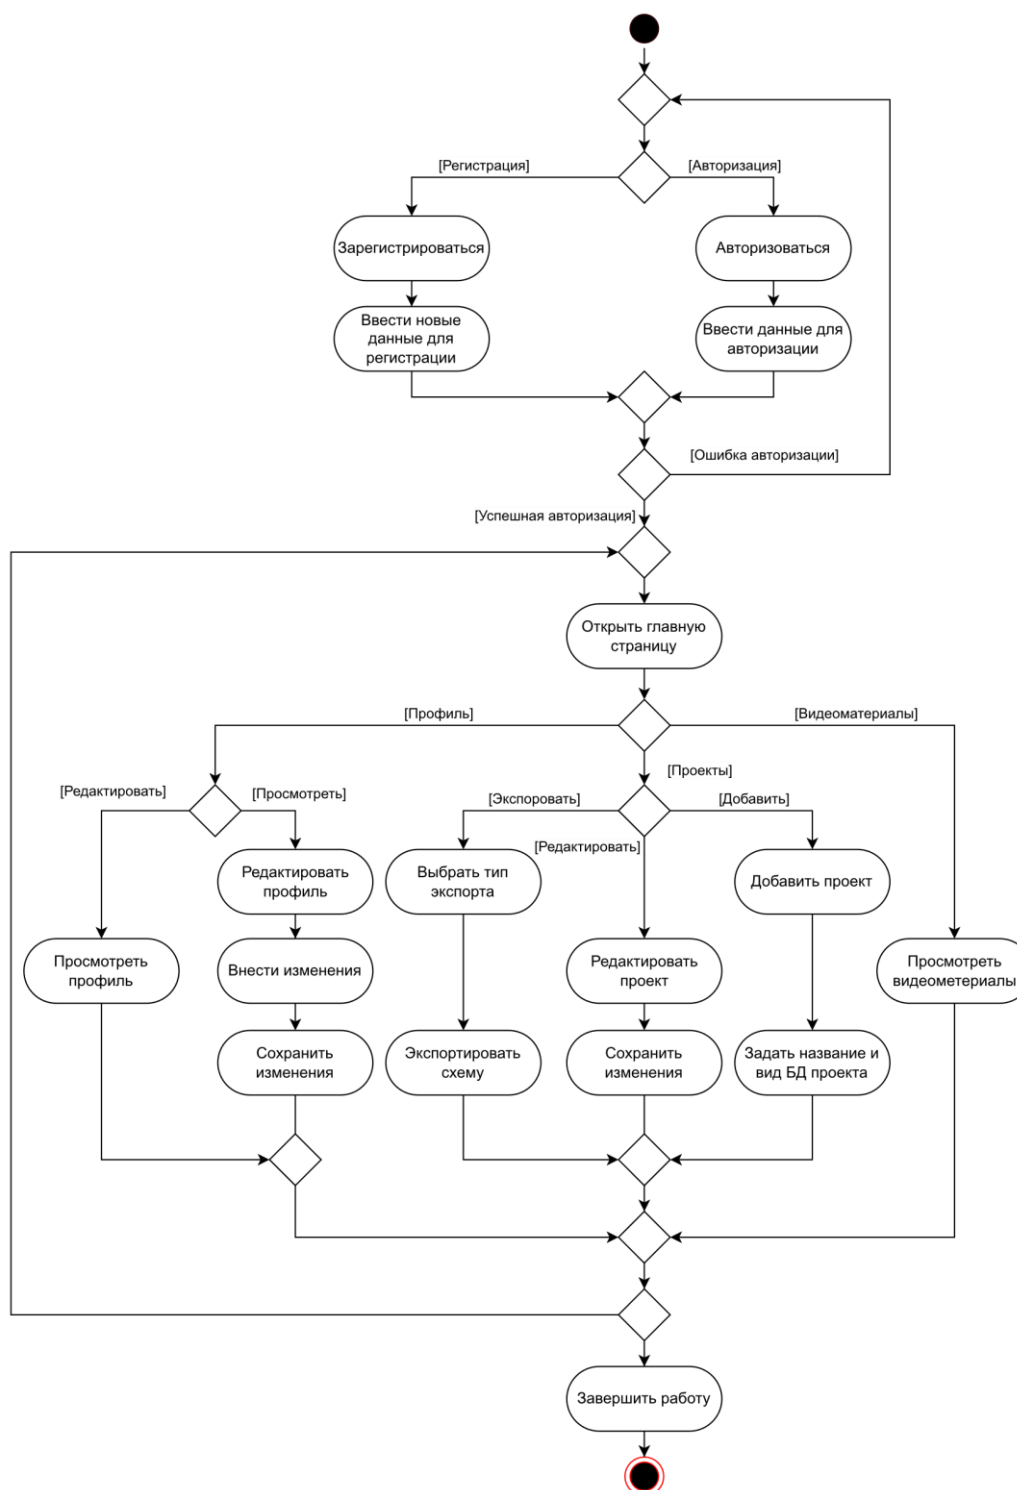 [Регистрация]
[Авторизация]
Зарегистрироваться
Авторизоваться
Ввести новые
данные для
регистрации
Ввести данные для
авторизации
[Ошибка авторизации]
[Успешная авторизация]
Открыть главную
страницу
[Профиль]
[Видеоматериалы]
[Проекты]
[Редактировать]
[Просмотреть]
[Экспоровать]
[Добавить]
[Редактировать]
Редактировать
профиль
Выбрать тип
экспорта
Добавить проект
Просмотреть
профиль
Внести изменения
Редактировать
проект
Просмотреть
видеометериалы
Сохранить
изменения
Экспортировать
схему
Сохранить
изменения
Задать название и
вид БД проекта
Завершить работу